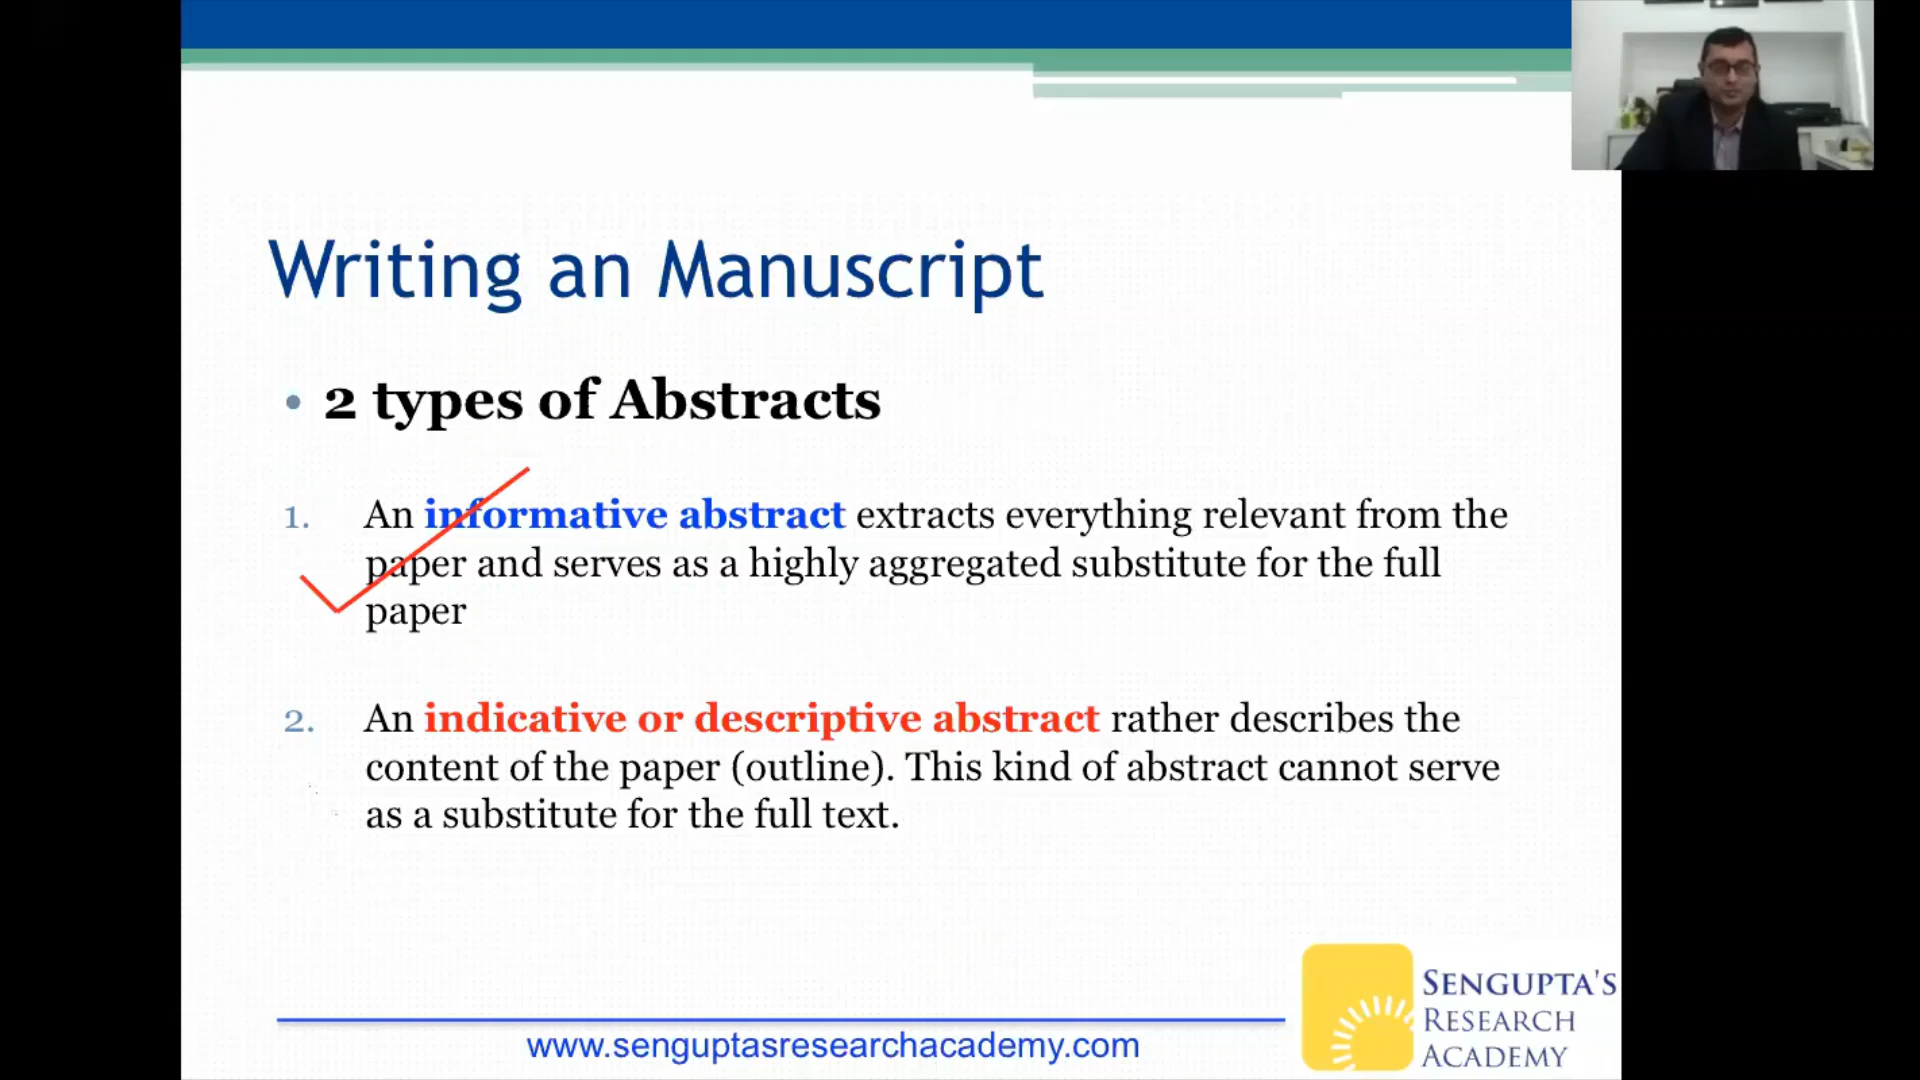 Writing an Manuscript
• 2 types of Abstracts
1. An informative abstract extracts everything relevant from the
paper and serves as a highly aggregated substitute for the full
paper
2. An indicative or descriptive abstract rather describes the
content of the paper (outline). This kind of abstract cannot serve
as a substitute for the full text.
www.senguptasresearchacademy.com
SENGUPTA'S
RESEARCH
ACADEMY